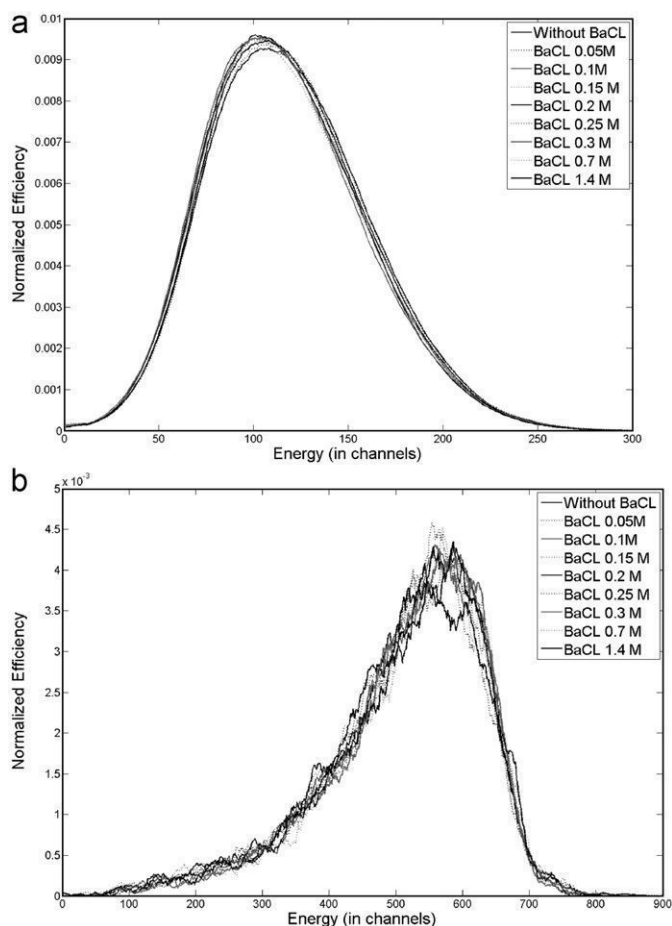 a
0.01
0.009
0.008
0.007
0.006
0.005
0.004
0.003
0.002
0.001
0
Normalized Efficiency
0 50 100 150 200 250 300
Energy (in channels)
Without BaCL
BaCL 0.05M
BaCL 0.1M
BaCL 0.15 M
BaCL 0.2 M
BaCL 0.25 M
BaCL 0.3 M
BaCL 0.7 M
BaCL 1.4 M
b
x 10-3
5
4.5
4
3.5
3
2.5
2
1.5
1
0.5
0
Normalized Efficiency
0 100 200 300 400 500 600 700 800 900
Energy (in channels)
Without BaCL
BaCL 0.05M
BaCL 0.1M
BaCL 0.15 M
BaCL 0.2 M
BaCL 0.25 M
BaCL 0.3 M
BaCL 0.7 M
BaCL 1.4 M